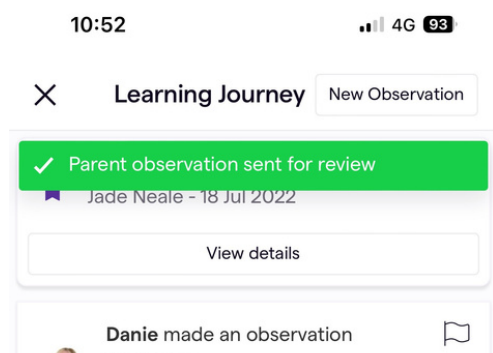 10:52 4G 93
Learning Journey New Observation
Parent observation sent for review
Jade Neale - 18 Jul 2022
View details
Danie made an observation